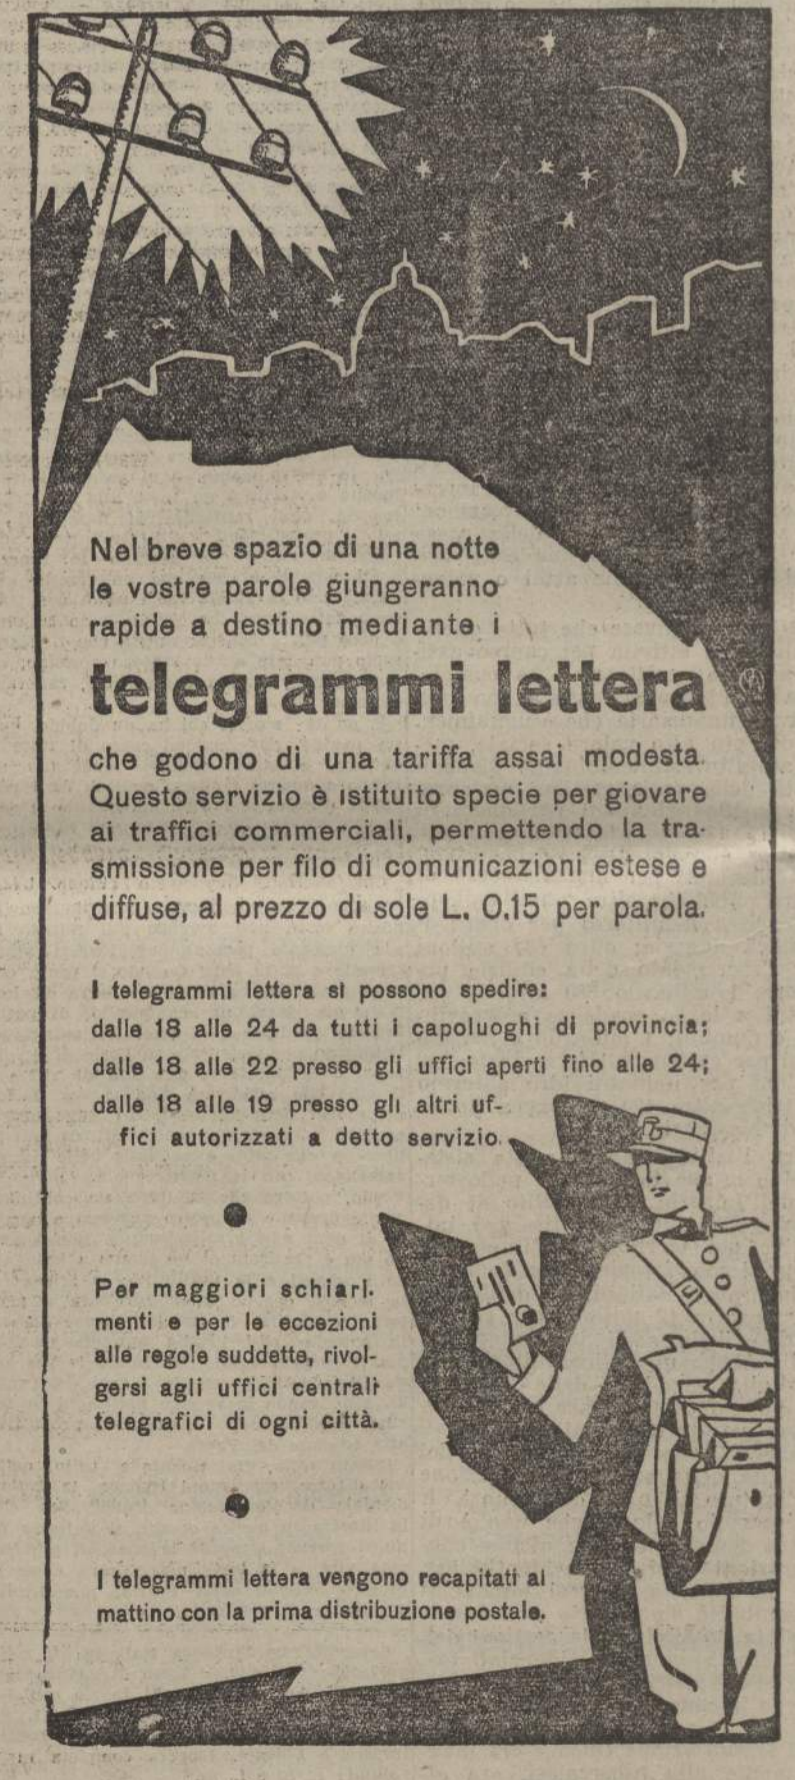 Nel breve spazio di una notte
le vostre parole giungeranno
rapide a destino mediante i
telegrammi lettera
che godono di una tariffa assai modesta.
Questo servizio è istituito specie per giovare
ai traffici commerciali, permettendo la tra-
smissione per filo di comunicazioni estese e
diffuse, al prezzo di sole L. 0.15 per parola.
I telegrammi lettera si possono spedire:
dalle 18 alle 24 da tutti i capoluoghi di provincia;
dalle 18 alle 22 presso gli uffici aperti fino alle 24;
dalle 18 alle 19 presso gli altri uf-
fici autorizzati a detto servizio.
Per maggiori schiari-
menti e per le eccezioni
alle regole suddette, rivol-
gersi agli uffici centrali
telegrafici di ogni città.
I telegrammi lettera vengono recapitati al
mattino con la prima distribuzione postale.